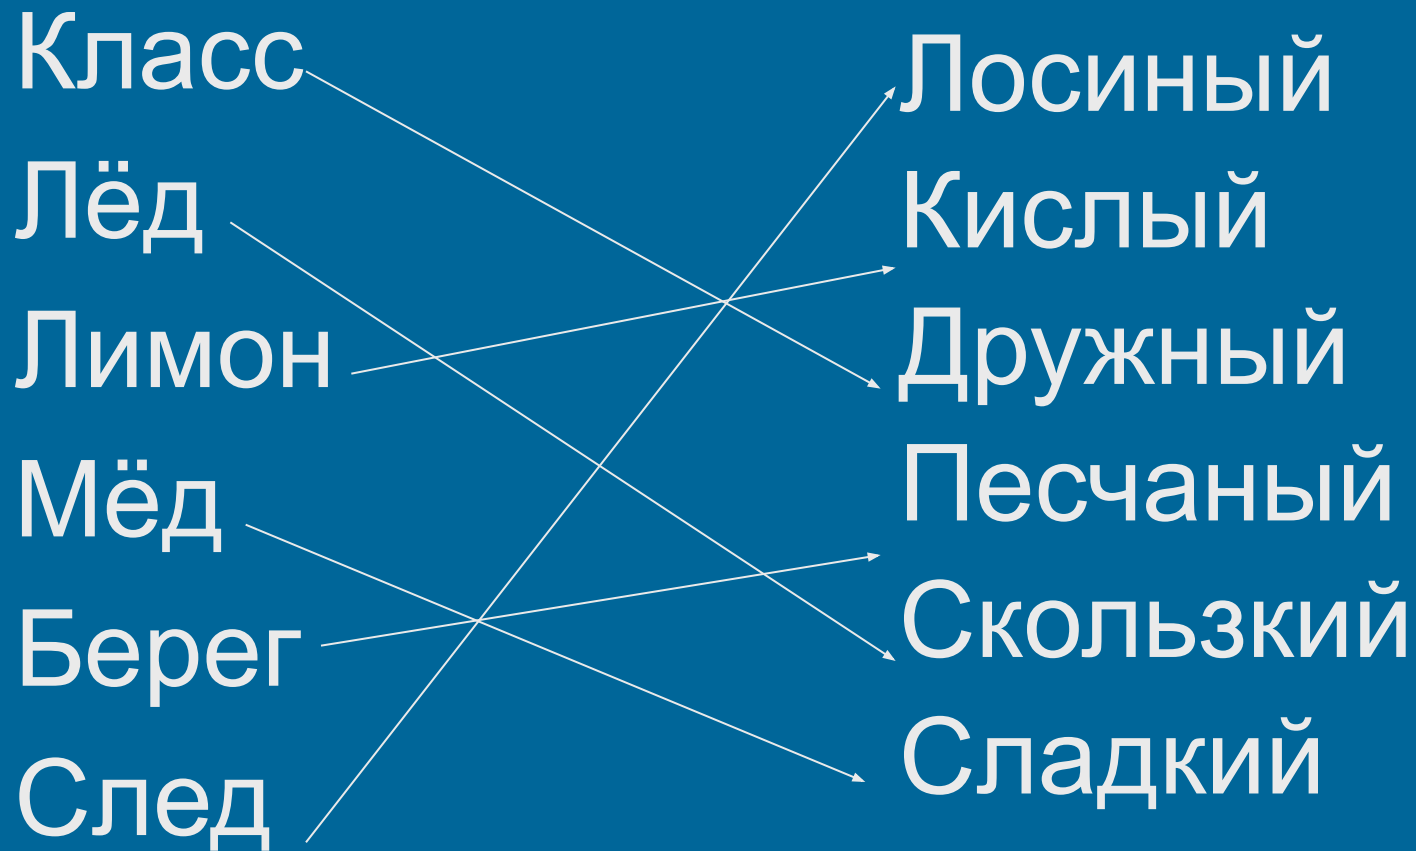 Класс
Лёд
Лимон
Мёд
Берег
След
Лосиный
Кислый
Дружный
Песчаный
Скользкий
Сладкий